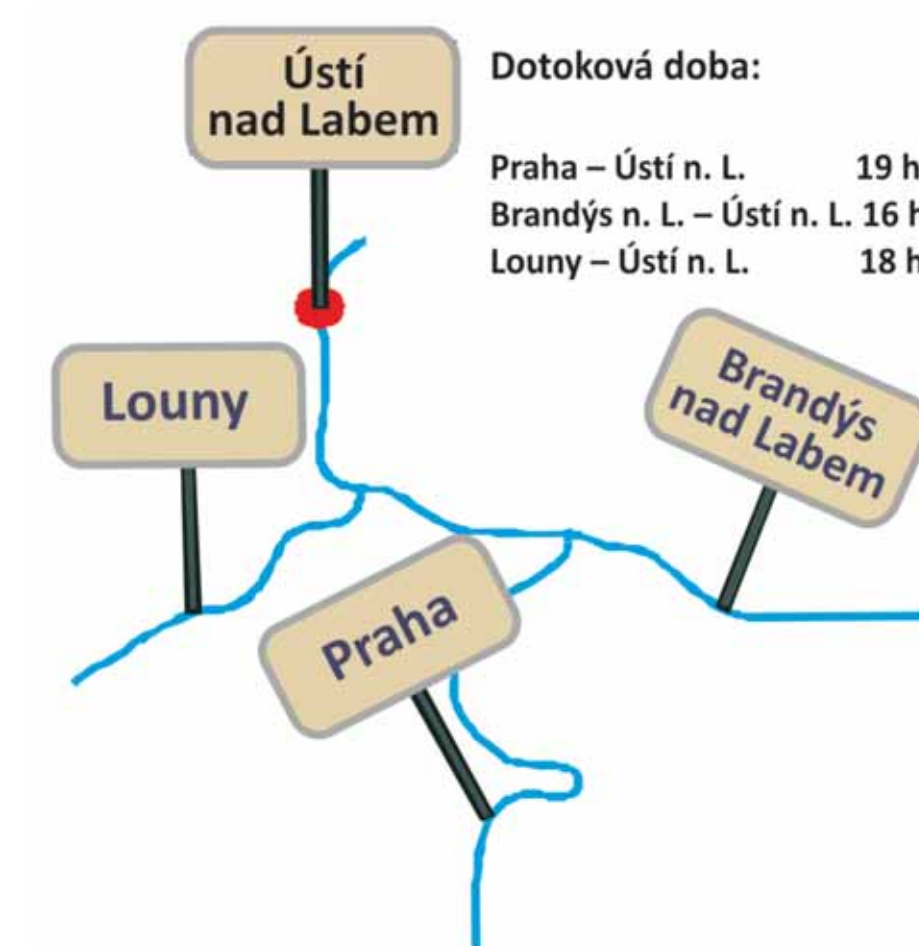 Ústí
nad Labem
Dotoková doba:
Praha – Ústí n. L. 19 h
Brandýs n. L. – Ústí n. L. 16 h
Louny – Ústí n. L. 18 h
Louny
Brandýs
nad Labem
Praha